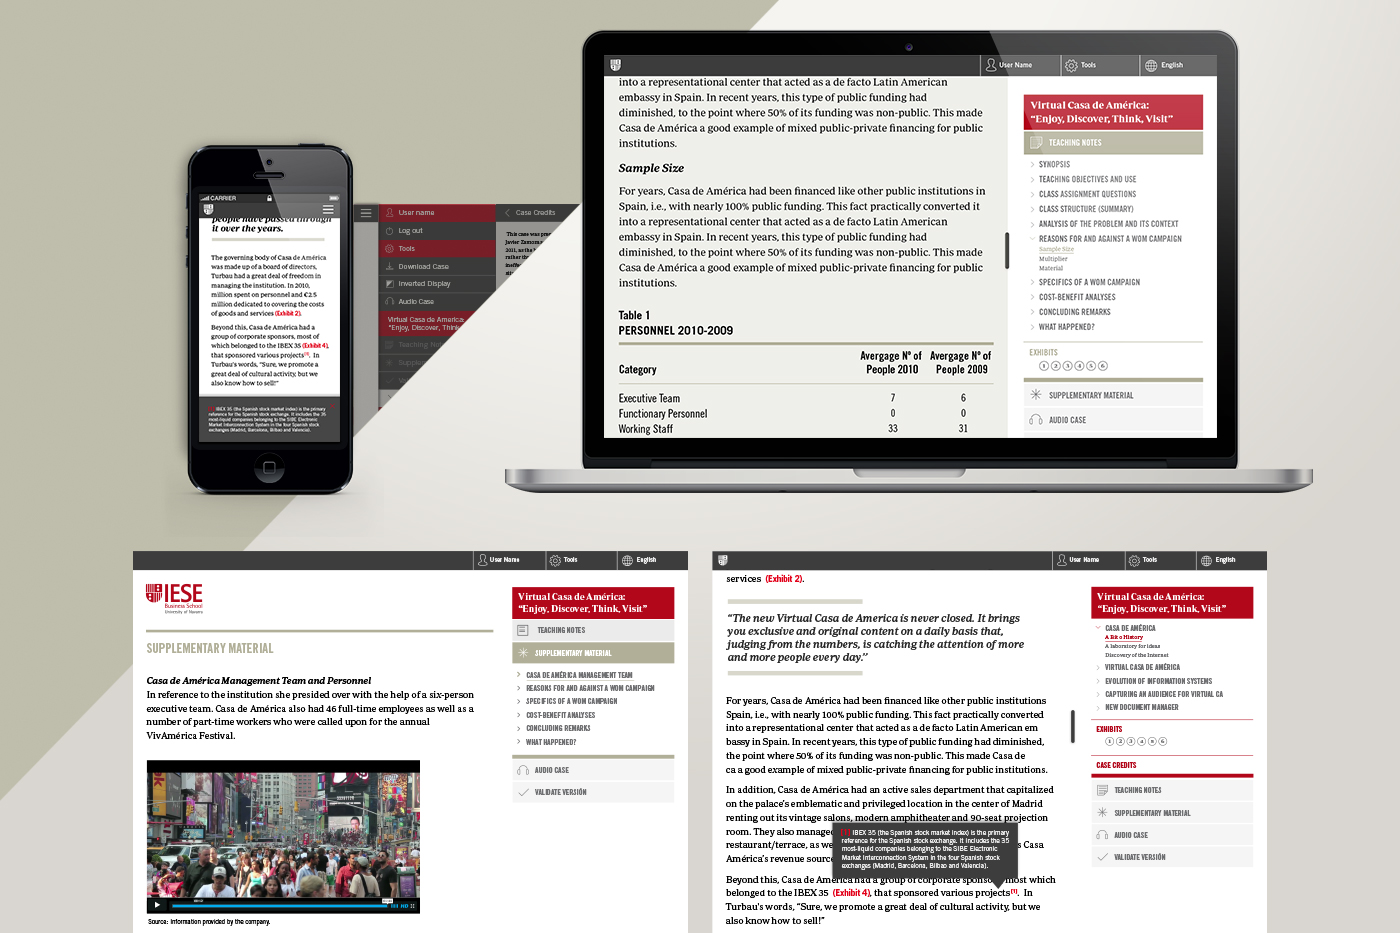 CARRIER
people have passed through
it over the years.
The governing body of Casa de América
was made up of a board of directors,
Turbau had a great deal of freedom in
managing the institution. In 2010,
million spent on personnel and €2.5
million dedicated to covering the costs
of goods and services (Exhibit 2).
Beyond this, Casa de América had a
group of corporate sponsors, most of
which belonged to the IBEX 35 (Exhibit 4),
that sponsored various projects[1]. In
Turbau's words, "Sure, we promote a
great deal of cultural activity, but we
also know how to sell!"
IBEX 35 (the Spanish stock market index) is the primary
reference for the Spanish stock exchange. It includes the 35
most-liquid companies belonging to the SIBE Electronic
Market Interconnection System in the four Spanish stock
exchanges (Madrid, Barcelona, Bilbao and Valencia).
User name
Log out
Tools
Download Case
Inverted Display
Audio Case
Virtual Casa de America:
"Enjoy, Discover, Think,
Teaching
Case Credits
This case was
Javier Zamora
2011, as the
rather
User Name
Tools
English
into a representational center that acted as a de facto Latin American
embassy in Spain. In recent years, this type of public funding had
diminished, to the point where 50% of its funding was non-public. This made
Casa de América a good example of mixed public-private financing for public
institutions.
Sample Size
For years, Casa de América had been financed like other public institutions in
Spain, i.e., with nearly 100% public funding. This fact practically converted it
into a representational center that acted as a de facto Latin American
embassy in Spain. In recent years, this type of public funding had
diminished, to the point where 50% of its funding was non-public. This made
Casa de América a good example of mixed public-private financing for public
institutions.
Table 1
PERSONNEL 2010-2009
Category
Avergage Nº of
People 2010
Avergage Nº of
People 2009
Executive Team 7 6
Functionary Personnel 0 0
Working Staff 33 31
Virtual Casa de América:
“Enjoy, Discover, Think, Visit”
TEACHING NOTES
SYNOPSIS
TEACHING OBJECTIVES AND USE
CLASS ASSIGNMENT QUESTIONS
CLASS STRUCTURE (SUMMARY)
ANALYSIS OF THE PROBLEM AND ITS CONTEXT
REASONS FOR AND AGAINST A WOM CAMPAIGN
Sample Size
Multiplier
Material
SPECIFICS OF A WOM CAMPAIGN
COST-BENEFIT ANALYSES
CONCLUDING REMARKS
WHAT HAPPENED?
EXHIBITS
1 2 3 4 5 6
SUPPLEMENTARY MATERIAL
AUDIO CASE
User Name
Tools
English
IESE
Business School
University of Navarra
SUPPLEMENTARY MATERIAL
Casa de América Management Team and Personnel
In reference to the institution she presided over with the help of a six-person
executive team. Casa de América also had 46 full-time employees as well as a
number of part-time workers who were called upon for the annual
VivAmérica Festival.
Source: Information provided by the company.
Virtual Casa de América:
“Enjoy, Discover, Think, Visit”
TEACHING NOTES
SUPPLEMENTARY MATERIAL
CASA DE AMÉRICA MANAGEMENT TEAM
REASONS FOR AND AGAINST A WOM CAMPAIGN
SPECIFICS OF A WOM CAMPAIGN
COST-BENEFIT ANALYSES
CONCLUDING REMARKS
WHAT HAPPENED?
AUDIO CASE
VALIDATE VERSIÓN
User Name
Tools
English
services (Exhibit 2).
“The new Virtual Casa de America is never closed. It brings
you exclusive and original content on a daily basis that,
judging from the numbers, is catching the attention of more
and more people every day.”
For years, Casa de América had been financed like other public institutions
Spain, i.e., with nearly 100% public funding. This fact practically converted
into a representational center that acted as a de facto Latin American em
bassy in Spain. In recent years, this type of public funding had diminished,
the point where 50% of its funding was non-public. This made Casa de
ca a good example of mixed public-private financing for public institutions.
In addition, Casa de América had an active sales department that capitalized
on the palace's emblematic and privileged location in the center of Madrid
renting out its vintage salons, modern amphitheater and 90-seat projection
room. They also manage
restaurant/terrace, as we s Casa
América's revenue sourc
IBEX 35 (the Spanish stock market index) is the primary
reference for the Spanish stock exchange. It includes the 35
most-liquid companies belonging to the SIBE Electronic
Market Interconnection System in the four Spanish stock
exchanges (Madrid, Barcelona, Bilbao and Valencia).
Beyond this, Casa de América had a group of corporate sponso most which
belonged to the IBEX 35 (Exhibit 4), that sponsored various projects[1]. In
Turbau's words, "Sure, we promote a great deal of cultural activity, but we
also know how to sell!"
Virtual Casa de América:
“Enjoy, Discover, Think, Visit”
CASA DE AMÉRICA
A Bit o History
A laboratory for ideas
Discovery of the Internet
VIRTUAL CASA DE AMÉRICA
EVOLUTION OF INFORMATION SYSTEMS
CAPTURING AN AUDIENCE FOR VIRTUAL CA
NEW DOCUMENT MANAGER
EXHIBITS
1 2 3 4 5 6
CASE CREDITS
TEACHING NOTES
SUPPLEMENTARY MATERIAL
AUDIO CASE
VALIDATE VERSIÓN